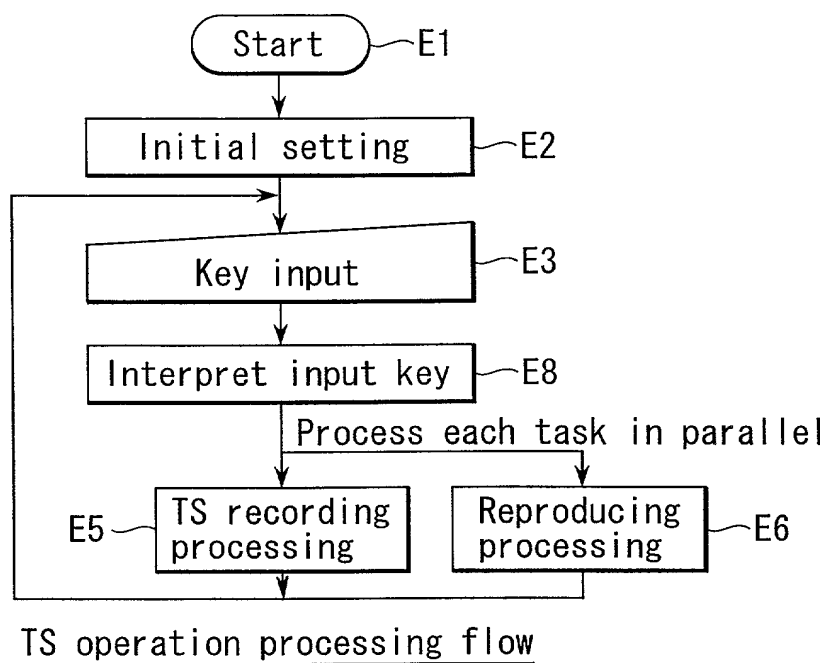 Start E1
Initial setting E2
Key input E3
Interpret input key E8
Process each task in parallel
E5 TS recording
processing
Reproducing
processing E6
TS operation processing flow